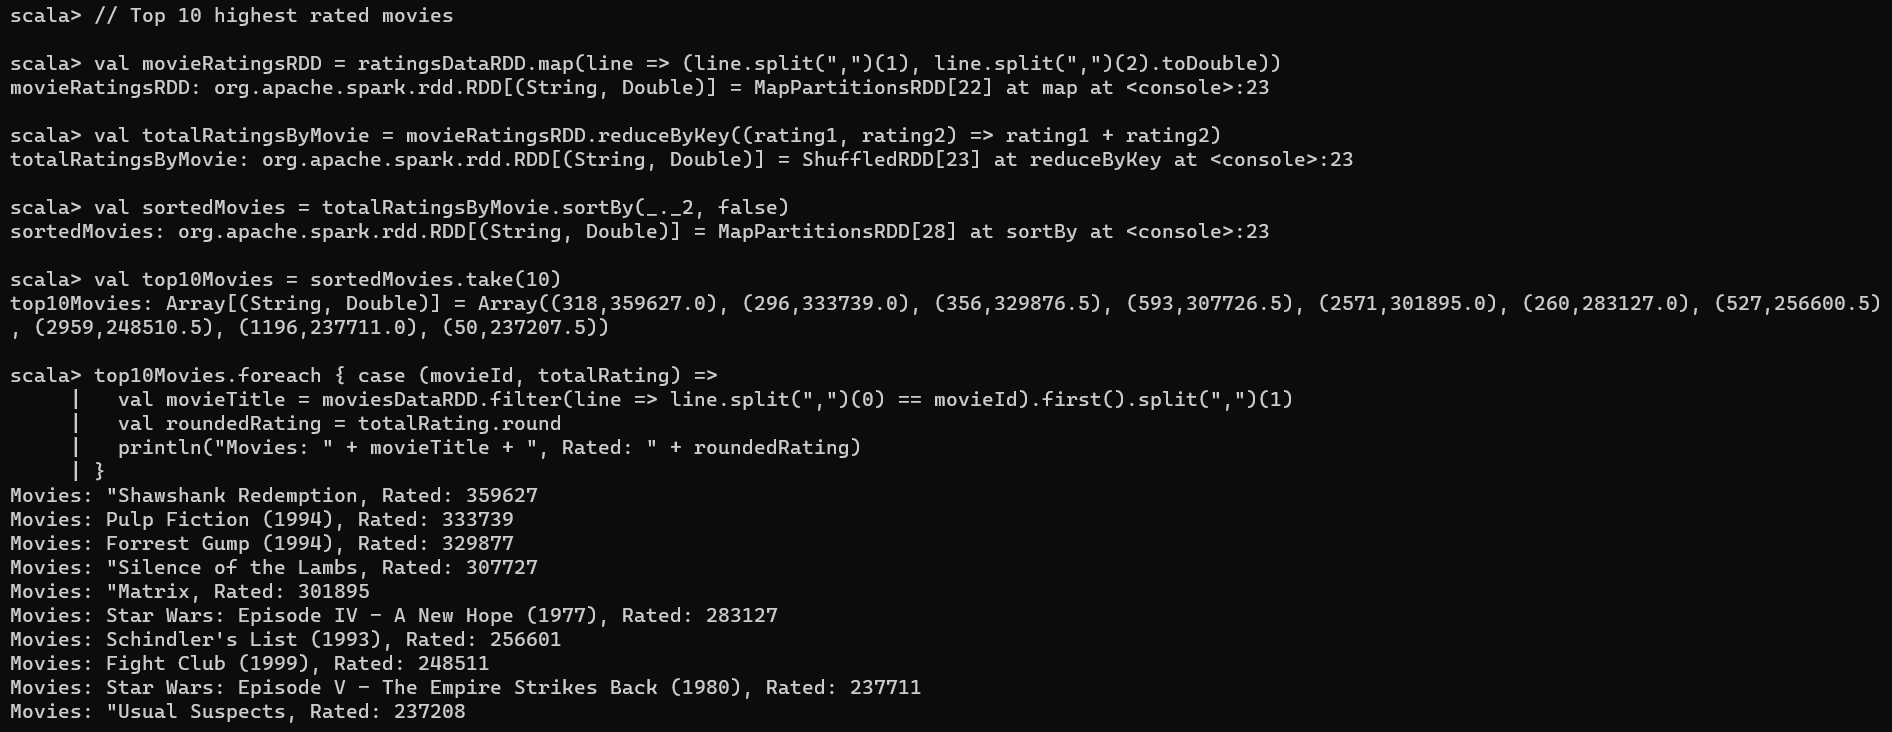 scala> // Top 10 highest rated movies
scala> val movieRatingsRDD = ratingsDataRDD.map(line => (line.split(",")(1), line.split(",")(2).toDouble))
movieRatingsRDD: org.apache.spark.rdd.RDD[(String, Double)] = MapPartitionsRDD[22] at map at <console>:23
scala> val totalRatingsByMovie = movieRatingsRDD.reduceByKey((rating1, rating2) => rating1 + rating2)
totalRatingsByMovie: org.apache.spark.rdd.RDD[(String, Double)] = ShuffledRDD[23] at reduceByKey at <console>:23
scala> val sortedMovies = totalRatingsByMovie.sortBy(_._2, false)
sortedMovies: org.apache.spark.rdd.RDD[(String, Double)] = MapPartitionsRDD[28] at sortBy at <console>:23
scala> val top10Movies = sortedMovies.take(10)
top10Movies: Array[(String, Double)] = Array((318,359627.0), (296,333739.0), (356,329876.5), (593,307726.5), (2571,301895.0), (260,283127.0), (527,256600.5)
, (2959,248510.5), (1196,237711.0), (50,237207.5))
scala> top10Movies.foreach { case (movieId, totalRating) =>
     |   val movieTitle = moviesDataRDD.filter(line => line.split(",")(0) == movieId).first().split(",")(1)
     |   val roundedRating = totalRating.round
     |   println("Movies: " + movieTitle + ", Rated: " + roundedRating)
     | }
Movies: "Shawshank Redemption, Rated: 359627
Movies: Pulp Fiction (1994), Rated: 333739
Movies: Forrest Gump (1994), Rated: 329877
Movies: "Silence of the Lambs, Rated: 307727
Movies: "Matrix, Rated: 301895
Movies: Star Wars: Episode IV - A New Hope (1977), Rated: 283127
Movies: Schindler's List (1993), Rated: 256601
Movies: Fight Club (1999), Rated: 248511
Movies: Star Wars: Episode V - The Empire Strikes Back (1980), Rated: 237711
Movies: "Usual Suspects, Rated: 237208